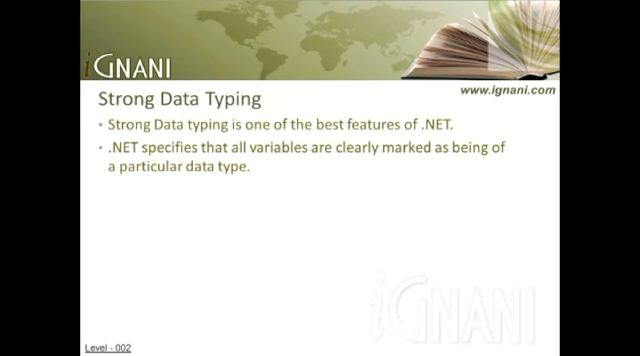 iGNANI
www.ignani.com
Strong Data Typing
• Strong Data typing is one of the best features of .NET.
• .NET specifies that all variables are clearly marked as being of
a particular data type.
iGNANI
Level - 002